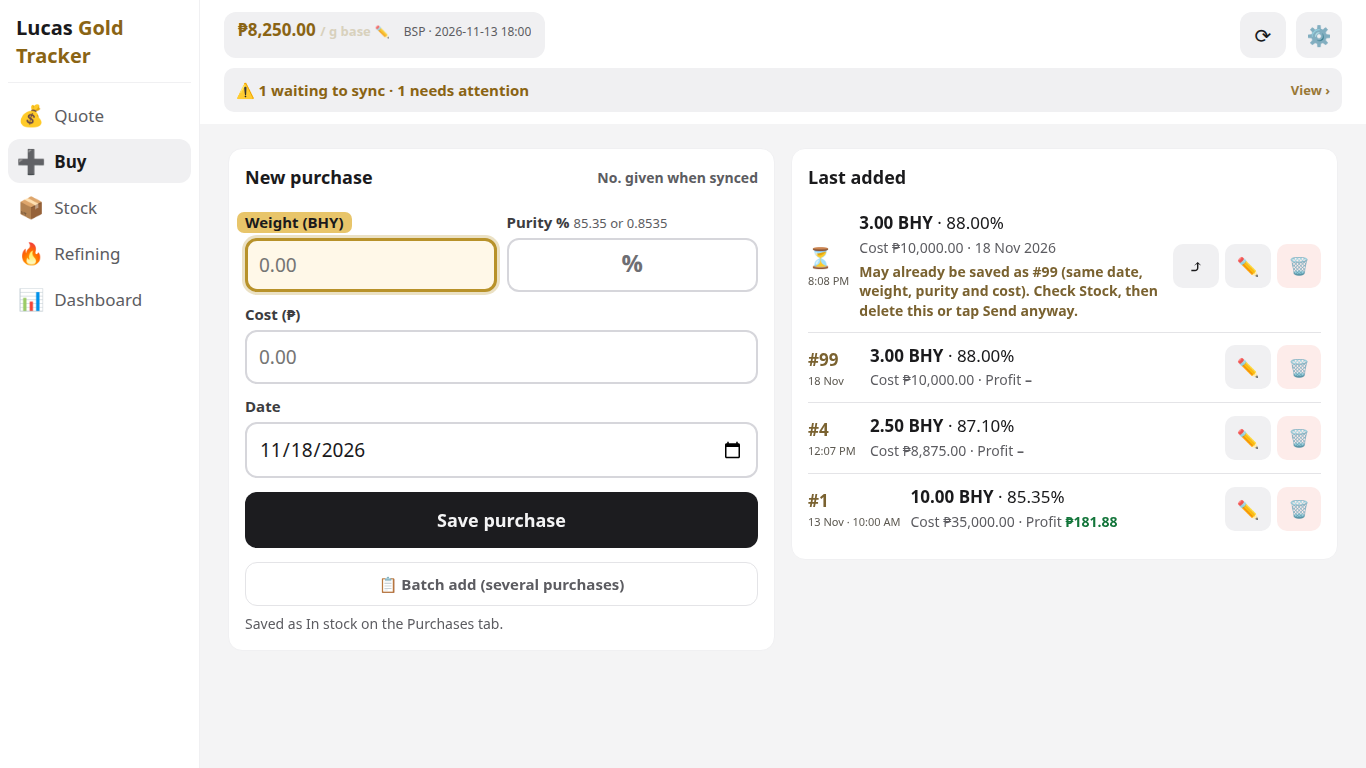 Lucas Gold
Tracker
💰 Quote
➕ Buy
📦 Stock
🔥 Refining
📊 Dashboard
₱8,250.00 / g base ✏️ BSP · 2026-11-13 18:00
⚠️ 1 waiting to sync · 1 needs attention View ›
New purchase No. given when synced
Weight (BHY) Purity % 85.35 or 0.8535
0.00 %
Cost (₱)
0.00
Date
11/18/2026
Save purchase
📋 Batch add (several purchases)
Saved as In stock on the Purchases tab.
Last added
3.00 BHY · 88.00%
Cost ₱10,000.00 · 18 Nov 2026
8:08 PM
May already be saved as #99 (same date,
weight, purity and cost). Check Stock, then
delete this or tap Send anyway.
#99 3.00 BHY · 88.00%
18 Nov Cost ₱10,000.00 · Profit –
#4 2.50 BHY · 87.10%
12:07 PM Cost ₱8,875.00 · Profit –
#1 10.00 BHY · 85.35%
13 Nov · 10:00 AM Cost ₱35,000.00 · Profit ₱181.88